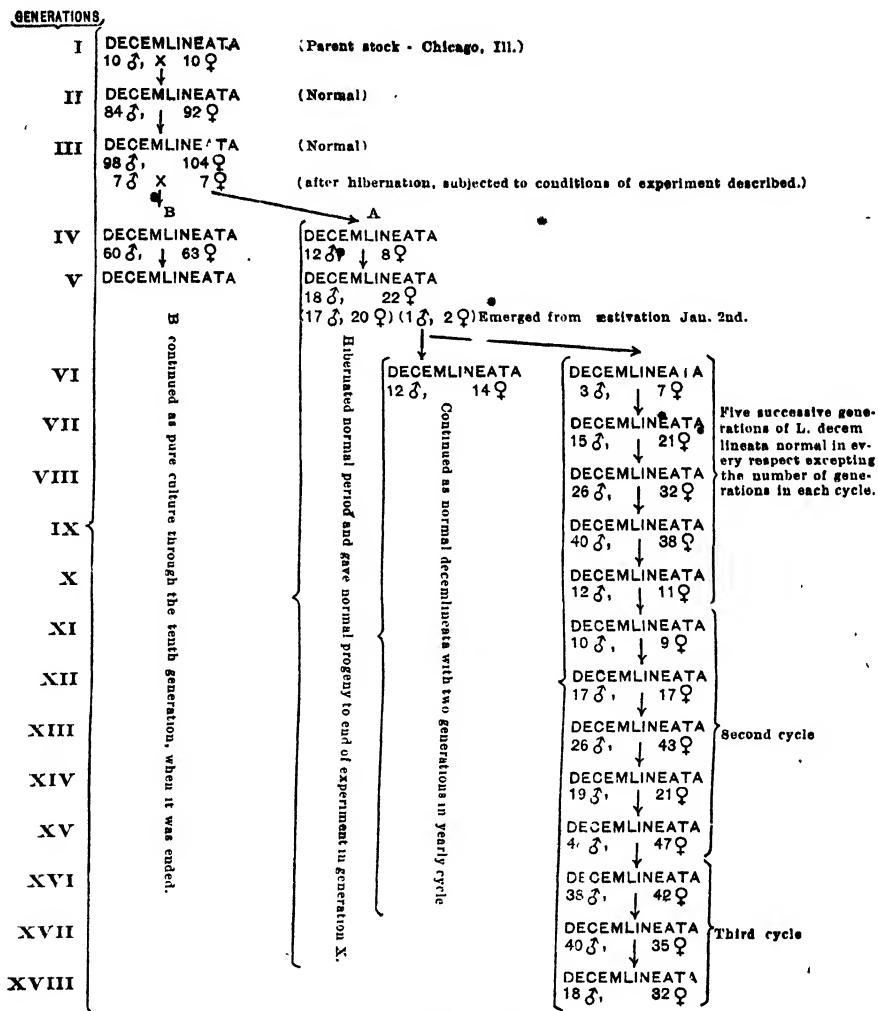 GENERATIONS,
I DECEMLINEATA (Parent stock - Chicago, Ill.)
10 ♂, X 10 ♀
II DECEMLINEATA (Normal)
84 ♂, 92 ♀
III DECEMLINEATA (Normal)
98 ♂, 104 ♀
7 ♂ X 7 ♀ (after hibernation, subjected to conditions of experiment described.)
B A
IV DECEMLINEATA DECEMLINEATA
60 ♂, 63 ♀ 12 ♂, 8 ♀
V DECEMLINEATA DECEMLINEATA
18 ♂, 22 ♀
(17 ♂, 20 ♀) (1 ♂, 2 ♀) Emerged from æstivation Jan. 2nd.
B continued as pure culture through the tenth generation, when it was ended.
Hibernated normal period and gave normal progeny to end of experiment in generation X.
VI DECEMLINEATA DECEMLINEATA
12 ♂, 14 ♀ 3 ♂, 7 ♀
Continued as normal decemlineata with two generations in yearly cycle
VII DECEMLINEATA
15 ♂, 21 ♀
VIII DECEMLINEATA
26 ♂, 32 ♀
IX DECEMLINEATA
40 ♂, 38 ♀
X DECEMLINEATA
12 ♂, 11 ♀
Five successive gene-
rations of L. decem
lineata normal in ev-
ery respect excepting
the number of gene-
rations in each cycle.
XI DECEMLINEATA
10 ♂, 9 ♀
XII DECEMLINEATA
17 ♂, 17 ♀
XIII DECEMLINEATA
26 ♂, 43 ♀
Second cycle
XIV DECEMLINEATA
19 ♂, 21 ♀
XV DECEMLINEATA
♂, 47 ♀
XVI DECEMLINEATA
38 ♂, 42 ♀
XVII DECEMLINEATA
40 ♂, 35 ♀
Third cycle
XVIII DECEMLINEATA
18 ♂, 32 ♀